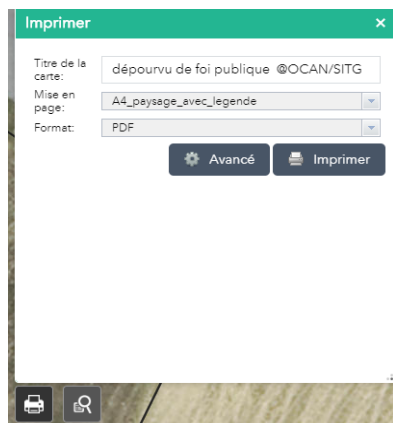 Imprimer
Titre de la
carte:
dépourvu de foi publique @OCAN/SITG
Mise en
page:
A4_paysage_avec_legende
Format:
PDF
Avancé
Imprimer